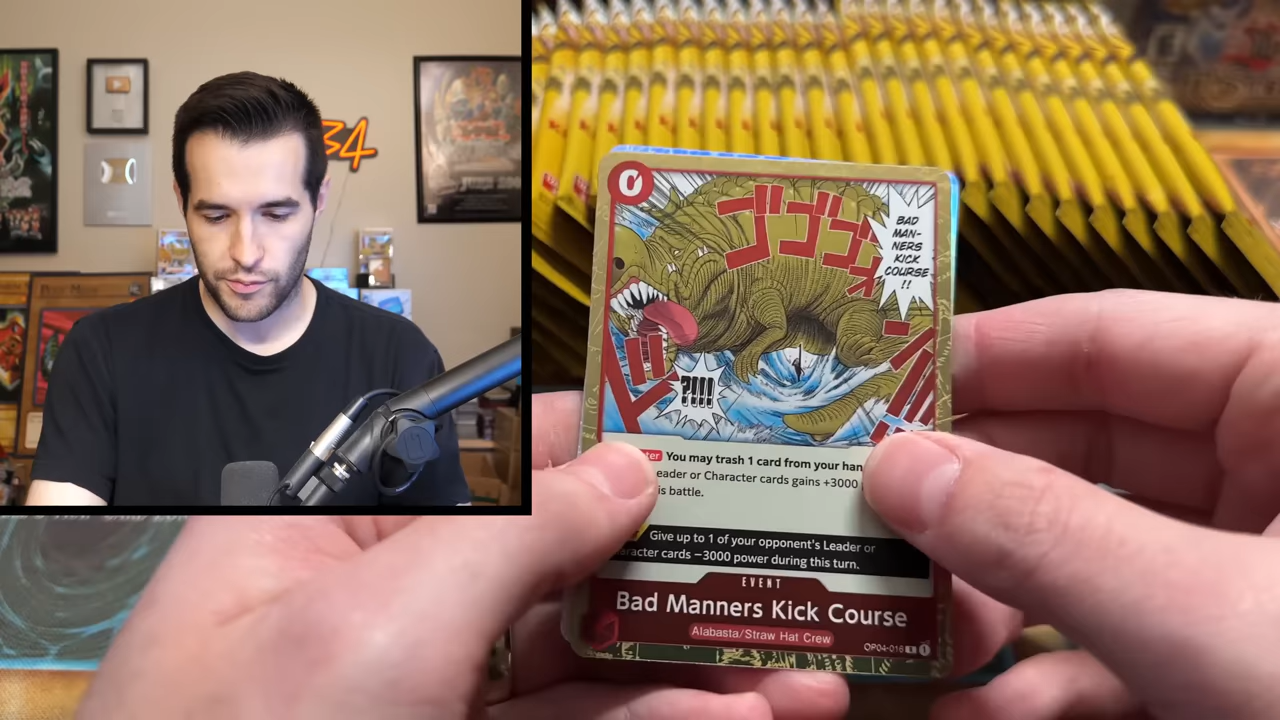 34
0
ゴゴゴ
BAD
MAN-
NERS
KICK
COURSE
!!
?!!!
You may trash 1 card from your han
eader or Character cards gains +3000
is battle.
Give up to 1 of your opponent's Leader or
aracter cards −3000 power during this turn.
EVENT
Bad Manners Kick Course
Alabasta/Straw Hat Crew
OP04-016 R 1